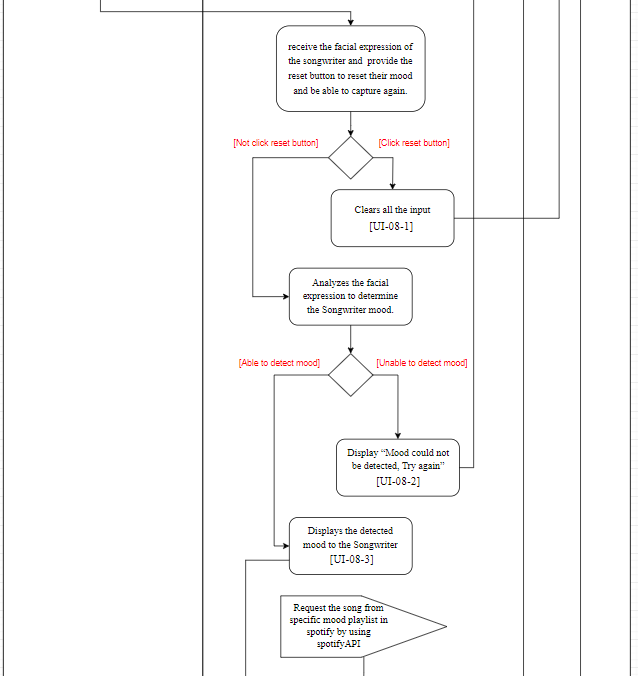 receive the facial expression of
the songwriter and provide the
reset button to reset their mood
and be able to capture again.
[Not click reset button]
[Click reset button]
Clears all the input
[UI-08-1]
Analyzes the facial
expression to determine
the Songwriter mood.
[Able to detect mood]
[Unable to detect mood]
Display “Mood could not
be detected, Try again”
[UI-08-2]
Displays the detected
mood to the Songwriter
[UI-08-3]
Request the song from
specific mood playlist in
spotify by using
spotifyAPI